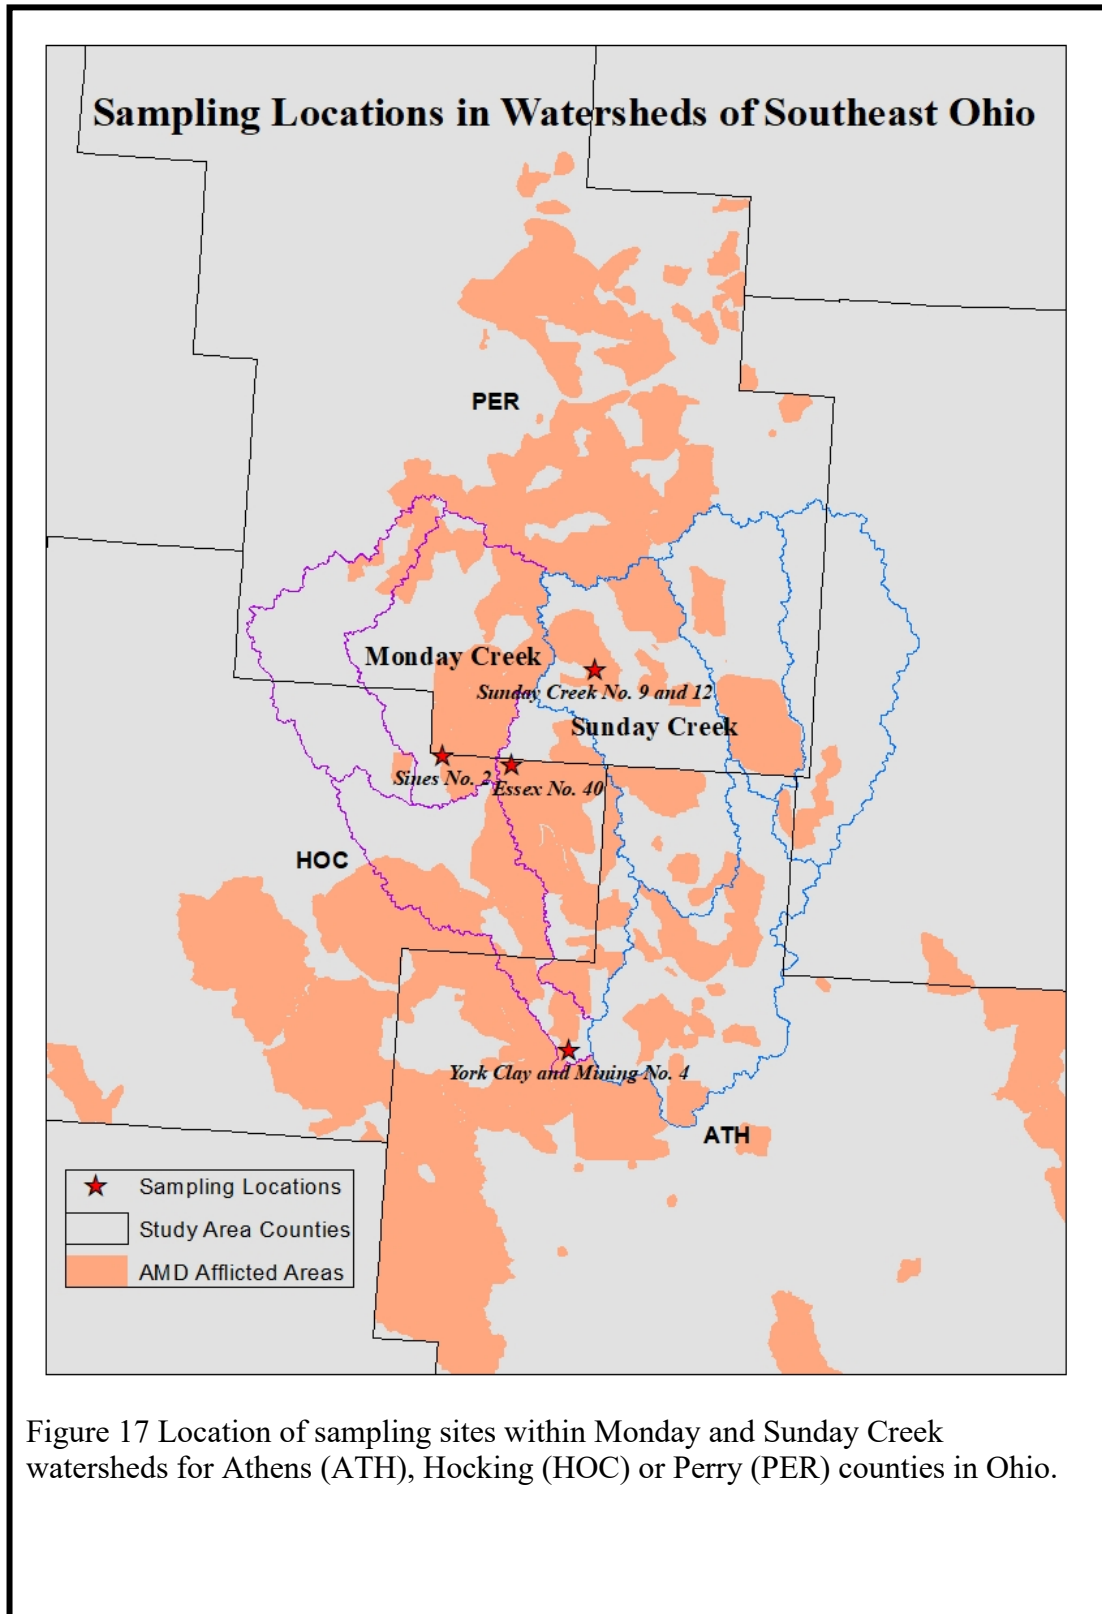 Sampling Locations in Watersheds of Southeast Ohio
PER
Monday Creek
Sunday Creek No. 9 and 12
Sunday Creek
Sines No. 2
Essex No. 40
HOC
York Clay and Mining No. 4
ATH
Sampling Locations
Study Area Counties
AMD Afflicted Areas
Figure 17 Location of sampling sites within Monday and Sunday Creek
watersheds for Athens (ATH), Hocking (HOC) or Perry (PER) counties in Ohio.